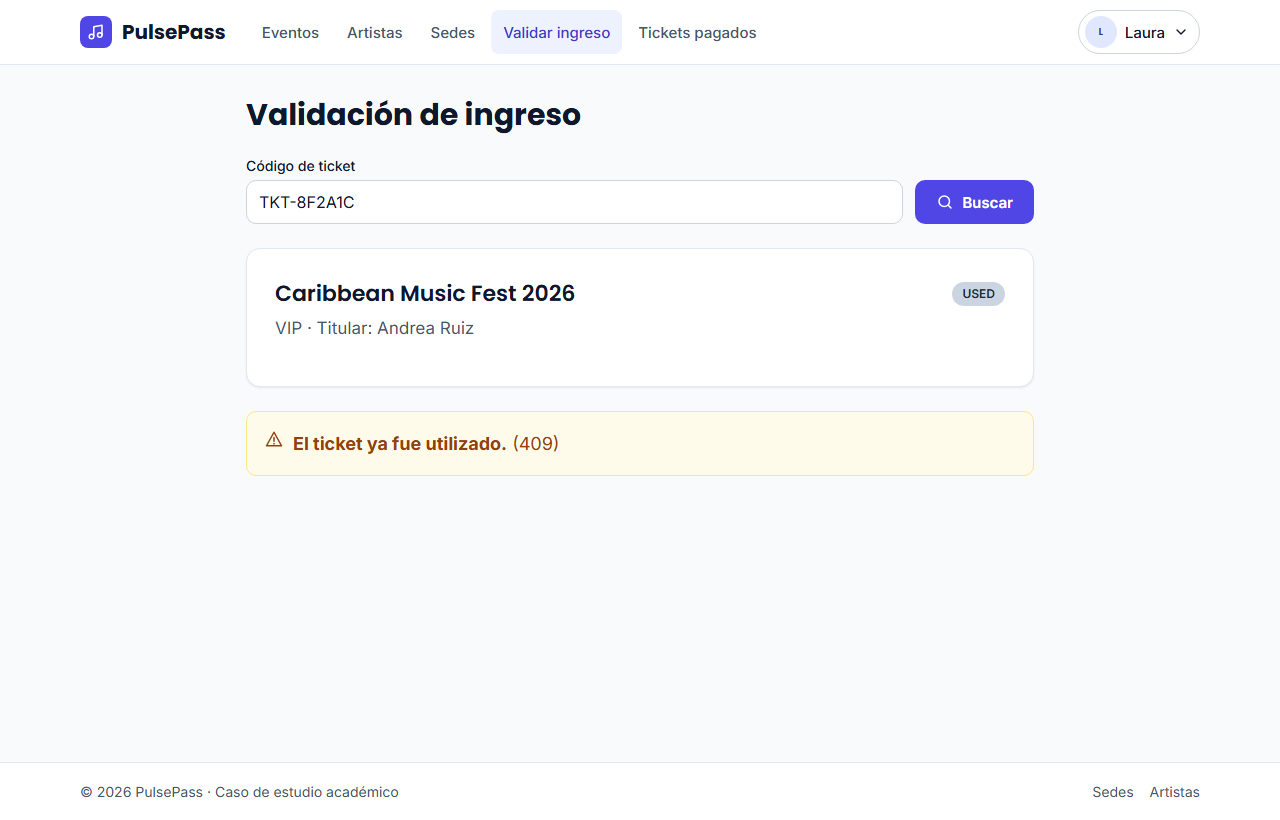 PulsePass
Eventos
Artistas
Sedes
Validar ingreso
Tickets pagados
L
Laura
Validación de ingreso
Código de ticket
TKT-8F2A1C
Buscar
Caribbean Music Fest 2026
USED
VIP · Titular: Andrea Ruiz
El ticket ya fue utilizado. (409)
© 2026 PulsePass · Caso de estudio académico
Sedes
Artistas